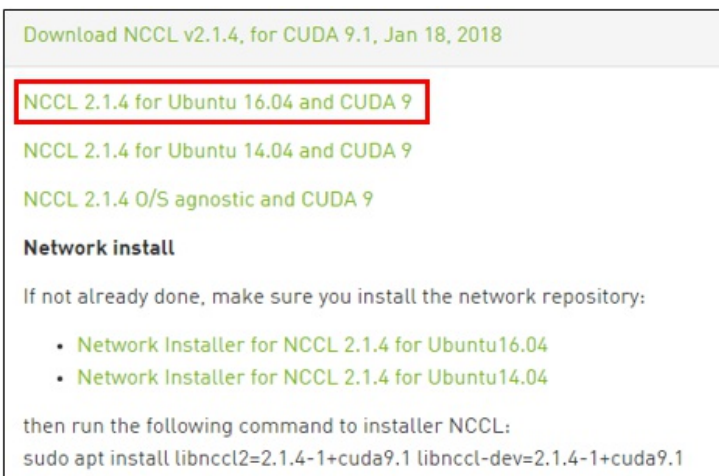 Download NCCL v2.1.4, for CUDA 9.1, Jan 18, 2018
NCCL 2.1.4 for Ubuntu 16.04 and CUDA 9
NCCL 2.1.4 for Ubuntu 14.04 and CUDA 9
NCCL 2.1.4 O/S agnostic and CUDA 9
Network install
If not already done, make sure you install the network repository:
• Network Installer for NCCL 2.1.4 for Ubuntu16.04
• Network Installer for NCCL 2.1.4 for Ubuntu14.04
then run the following command to installer NCCL:
sudo apt install libnccl2=2.1.4-1+cuda9.1 libnccl-dev=2.1.4-1+cuda9.1